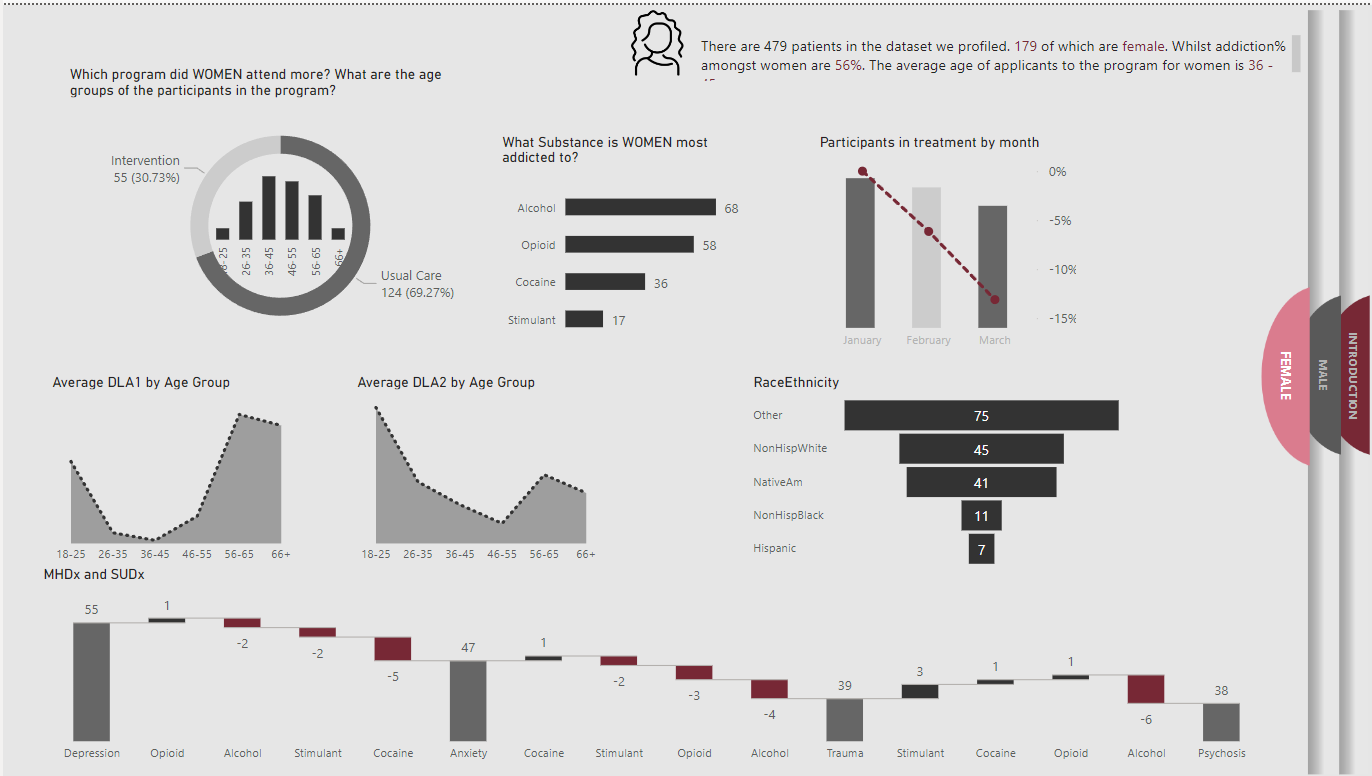 There are 479 patients in the dataset we profiled. 179 of which are female. Whilst addiction%
amongst women are 56%. The average age of applicants to the program for women is 36 -
Which program did WOMEN attend more? What are the age
groups of the participants in the program?
Intervention
55 (30.73%)
26-35
36-45
46-55
56-65
66+
Usual Care
124 (69.27%)
What Substance is WOMEN most
addicted to?
Alcohol 68
Opioid 58
Cocaine 36
Stimulant 17
Participants in treatment by month
0%
-5%
-10%
-15%
January February March
FEMALE
MALE
INTRODUCTION
Average DLA1 by Age Group
18-25 26-35 36-45 46-55 56-65 66+
Average DLA2 by Age Group
18-25 26-35 36-45 46-55 56-65 66+
RaceEthnicity
Other 75
NonHispWhite 45
NativeAm 41
NonHispBlack 11
Hispanic 7
MHDx and SUDx
55 1 -2 -2 -5 47 1 -2 -3 -4 39 3 1 1 -6 38
Depression Opioid Alcohol Stimulant Cocaine Anxiety Cocaine Stimulant Opioid Alcohol Trauma Stimulant Cocaine Opioid Alcohol Psychosis